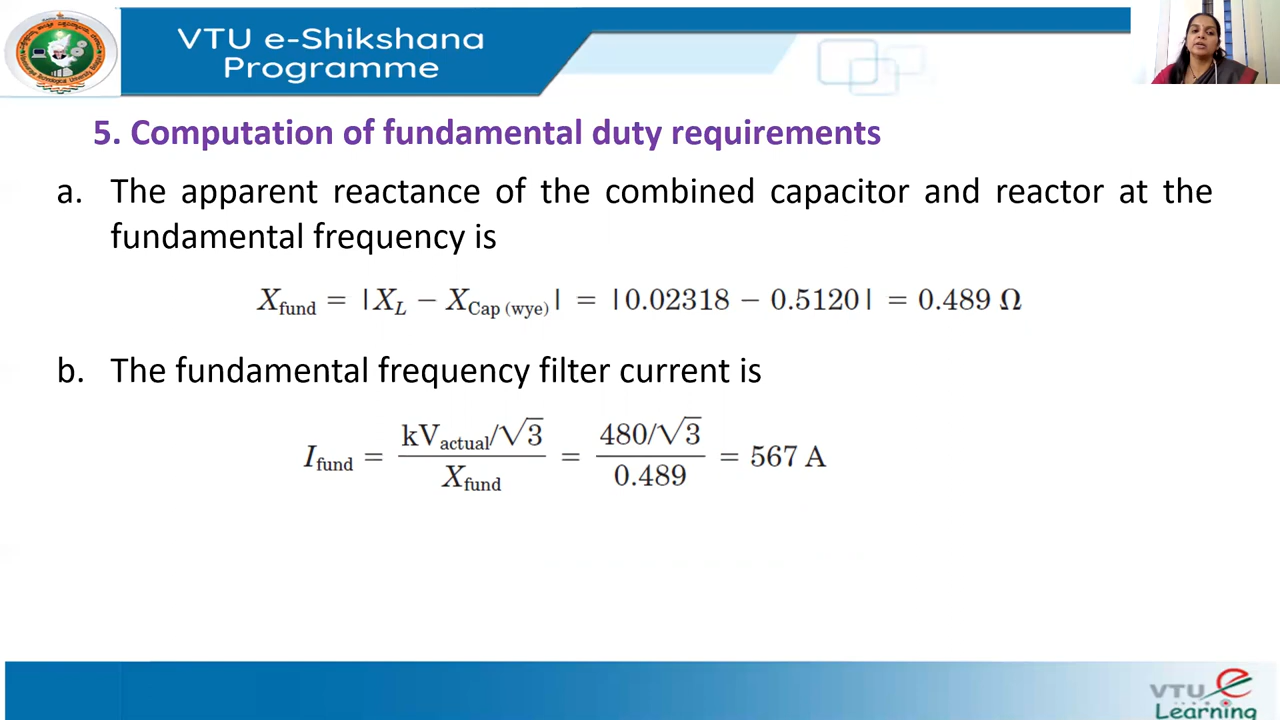 VTU e-Shikshana
Programme
5. Computation of fundamental duty requirements
a. The apparent reactance of the combined capacitor and reactor at the
fundamental frequency is
X_fund = |X_L − X_Cap (wye)| = |0.02318 − 0.5120| = 0.489 Ω
b. The fundamental frequency filter current is
I_fund = (kV_actual/√3) / X_fund = (480/√3) / 0.489 = 567 A
VTU e
Learning